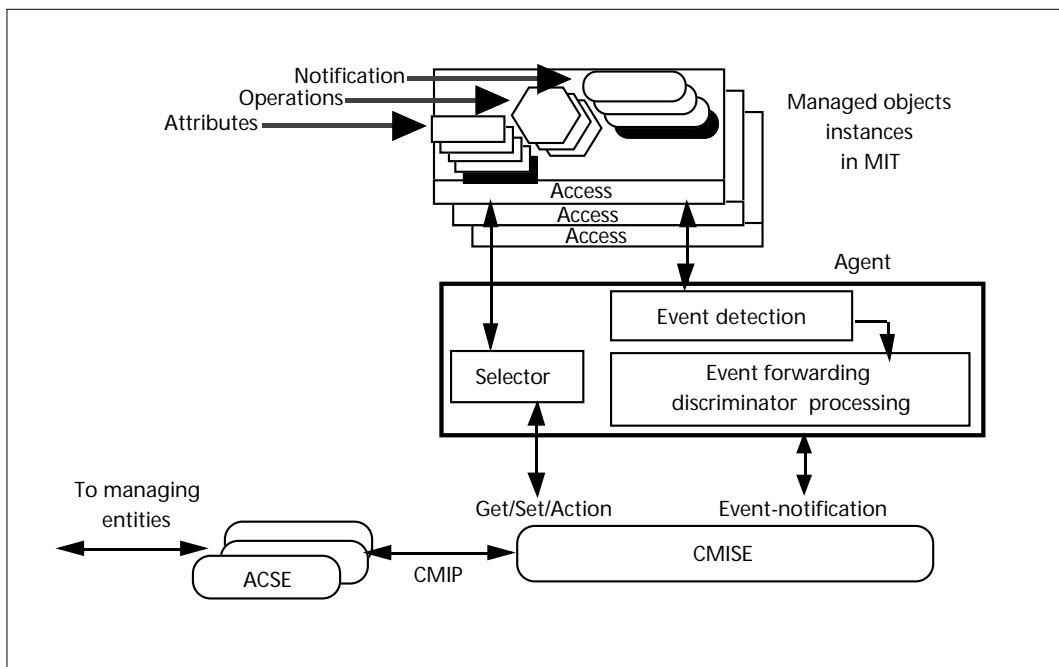 Notification
Operations
Attributes
Managed objects
instances
in MIT
Access
Access
Access
Agent
Event detection
Selector
Event forwarding
discriminator processing
To managing
entities
Get/Set/Action
Event-notification
CMISE
CMIP
ACSE